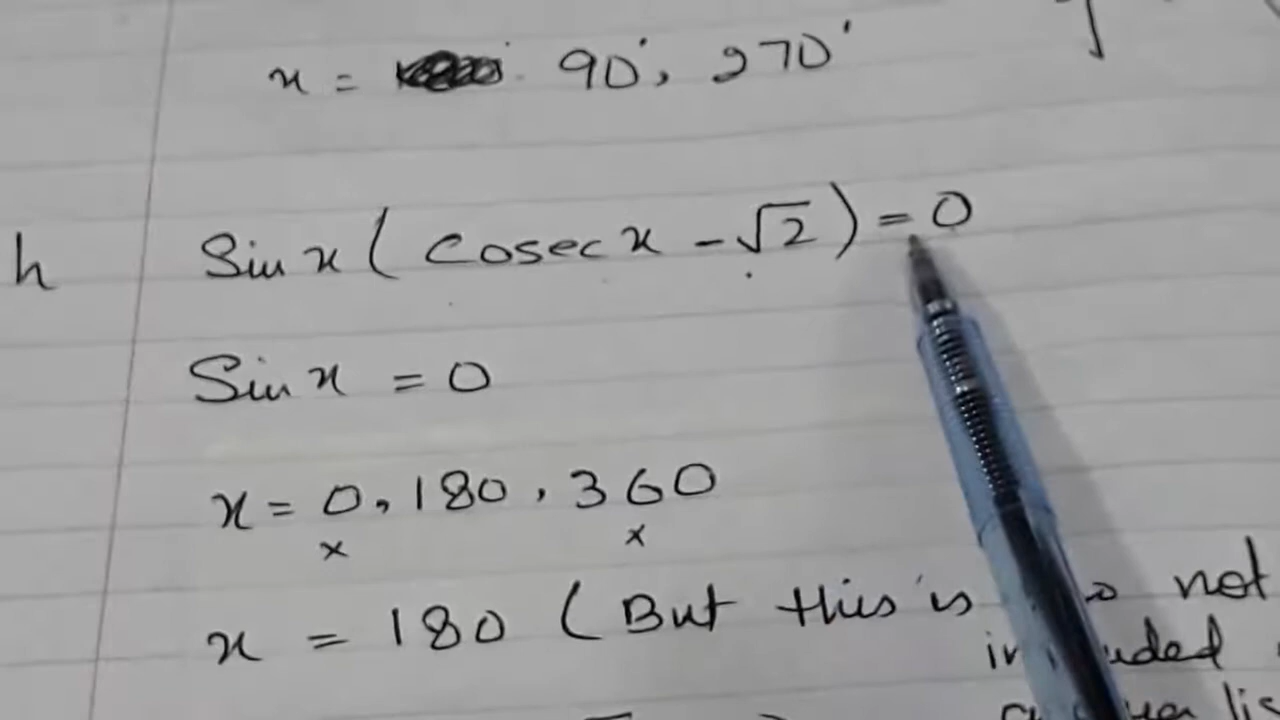 x = 90°, 270°
h Sin x ( Cosec x - √2 ) = 0
Sin x = 0
x = 0, 180, 360
x x
x = 180 ( But this is not